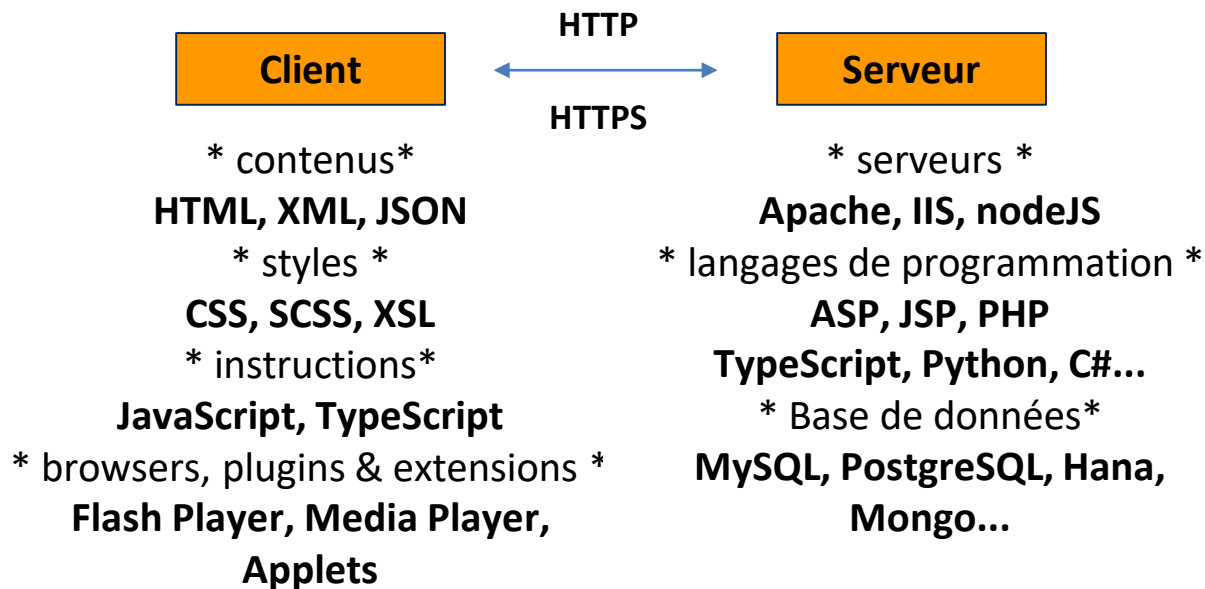 HTTP
Client
Serveur
HTTPS
* contenus*
HTML, XML, JSON
* styles *
CSS, SCSS, XSL
* instructions*
JavaScript, TypeScript
* browsers, plugins & extensions *
Flash Player, Media Player,
Applets
* serveurs *
Apache, IIS, nodeJS
* langages de programmation *
ASP, JSP, PHP
TypeScript, Python, C#...
* Base de données*
MySQL, PostgreSQL, Hana,
Mongo...